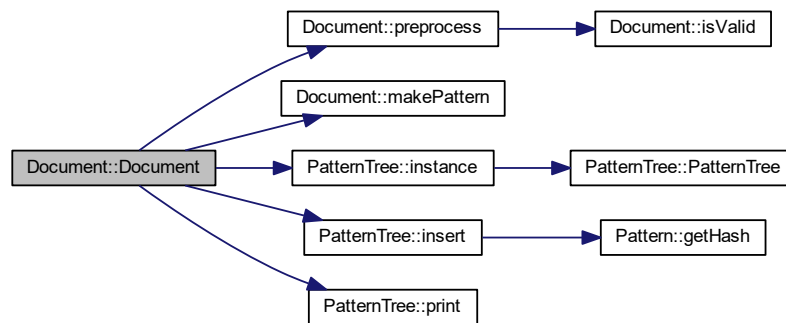 Document::preprocess
Document::isValid
Document::makePattern
Document::Document
PatternTree::instance
PatternTree::PatternTree
PatternTree::insert
Pattern::getHash
PatternTree::print